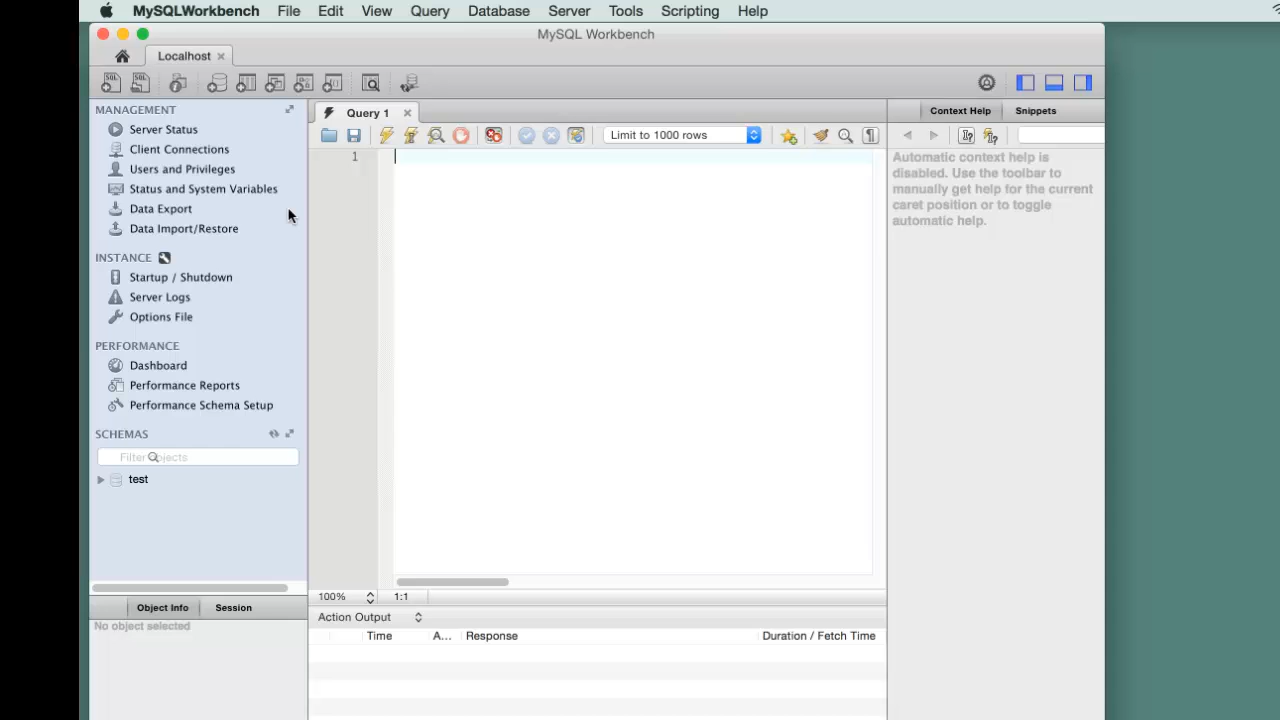 MySQLWorkbench File Edit View Query Database Server Tools Scripting Help
MySQL Workbench
Localhost
MANAGEMENT
Server Status
Client Connections
Users and Privileges
Status and System Variables
Data Export
Data Import/Restore
INSTANCE
Startup / Shutdown
Server Logs
Options File
PERFORMANCE
Dashboard
Performance Reports
Performance Schema Setup
SCHEMAS
Filter objects
test
Object Info Session
No object selected
Query 1
Limit to 1000 rows
1
100% 1:1
Action Output
Time A... Response Duration / Fetch Time
Context Help Snippets
Automatic context help is
disabled. Use the toolbar to
manually get help for the current
caret position or to toggle
automatic help.